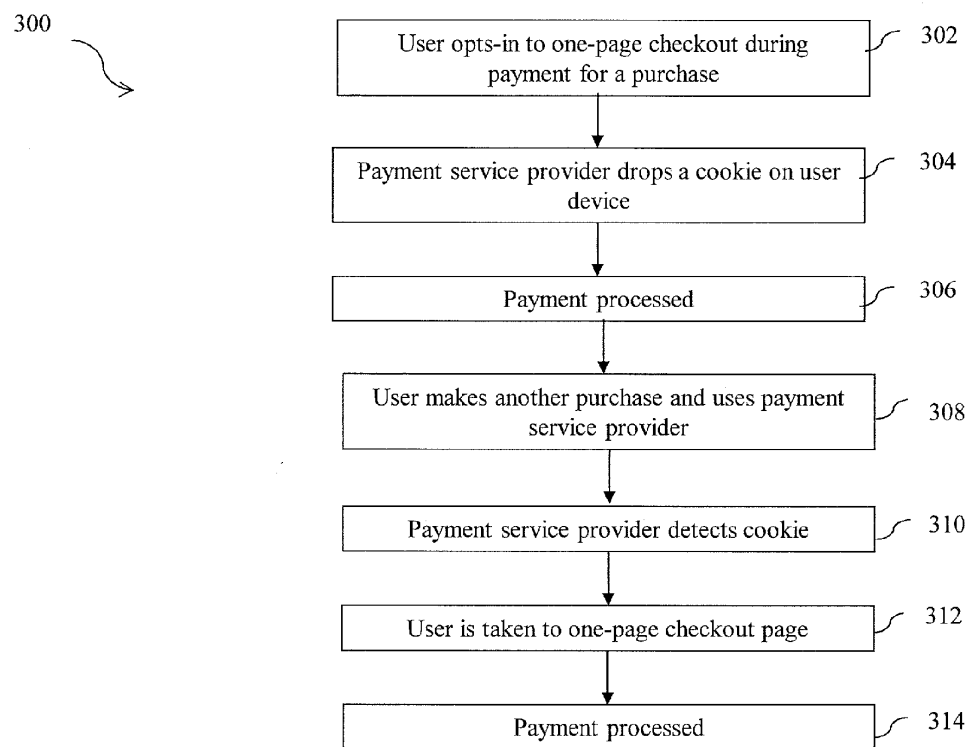 300
User opts-in to one-page checkout during
payment for a purchase
302
Payment service provider drops a cookie on user
device
304
Payment processed
306
User makes another purchase and uses payment
service provider
308
Payment service provider detects cookie
310
User is taken to one-page checkout page
312
Payment processed
314